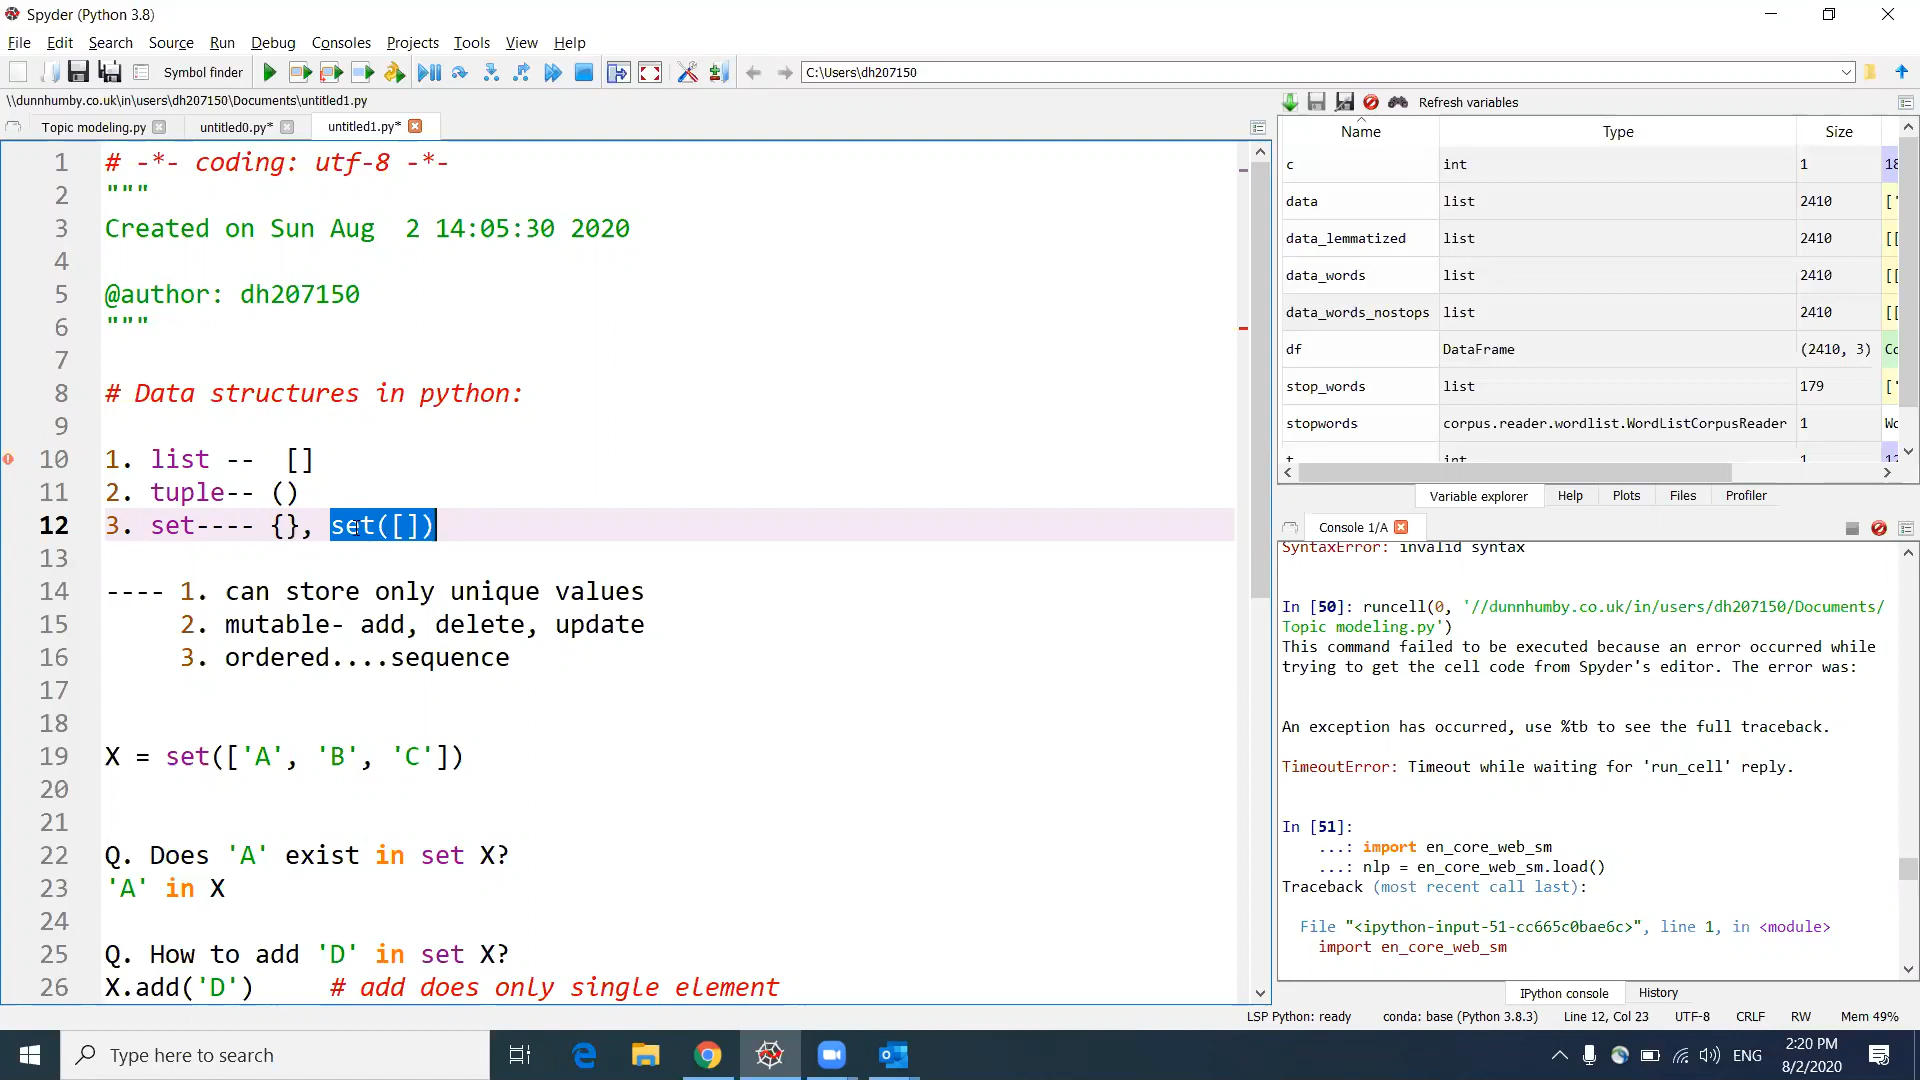 Spyder (Python 3.8)
File Edit Search Source Run Debug Consoles Projects Tools View Help
Symbol finder
C:\Users\dh207150
\\dunnhumby.co.uk\in\users\dh207150\Documents\untitled1.py
Topic modeling.py untitled0.py* untitled1.py*
1 # -*- coding: utf-8 -*-
2 """
3 Created on Sun Aug  2 14:05:30 2020
4
5 @author: dh207150
6 """
7
8 # Data structures in python:
9
10 1. list --  []
11 2. tuple-- ()
12 3. set---- {}, set([])
13
14 ---- 1. can store only unique values
15      2. mutable- add, delete, update
16      3. ordered....sequence
17
18
19 X = set(['A', 'B', 'C'])
20
21
22 Q. Does 'A' exist in set X?
23 'A' in X
24
25 Q. How to add 'D' in set X?
26 X.add('D')     # add does only single element
Refresh variables
Name Type Size
c int 1 18
data list 2410 ['
data_lemmatized list 2410 [[
data_words list 2410 [[
data_words_nostops list 2410 [[
df DataFrame (2410, 3) Co
stop_words list 179 ['
stopwords corpus.reader.wordlist.WordListCorpusReader 1 Wo
t int 1
Variable explorer Help Plots Files Profiler
Console 1/A
SyntaxError: invalid syntax
In [50]: runcell(0, '//dunnhumby.co.uk/in/users/dh207150/Documents/
Topic modeling.py')
This command failed to be executed because an error occurred while
trying to get the cell code from Spyder's editor. The error was:
An exception has occurred, use %tb to see the full traceback.
TimeoutError: Timeout while waiting for 'run_cell' reply.
In [51]:
...: import en_core_web_sm
...: nlp = en_core_web_sm.load()
Traceback (most recent call last):
File "<ipython-input-51-cc665c0bae6c>", line 1, in <module>
import en_core_web_sm
IPython console History
LSP Python: ready conda: base (Python 3.8.3) Line 12, Col 23 UTF-8 CRLF RW Mem 49%
Type here to search
ENG
2:20 PM
8/2/2020